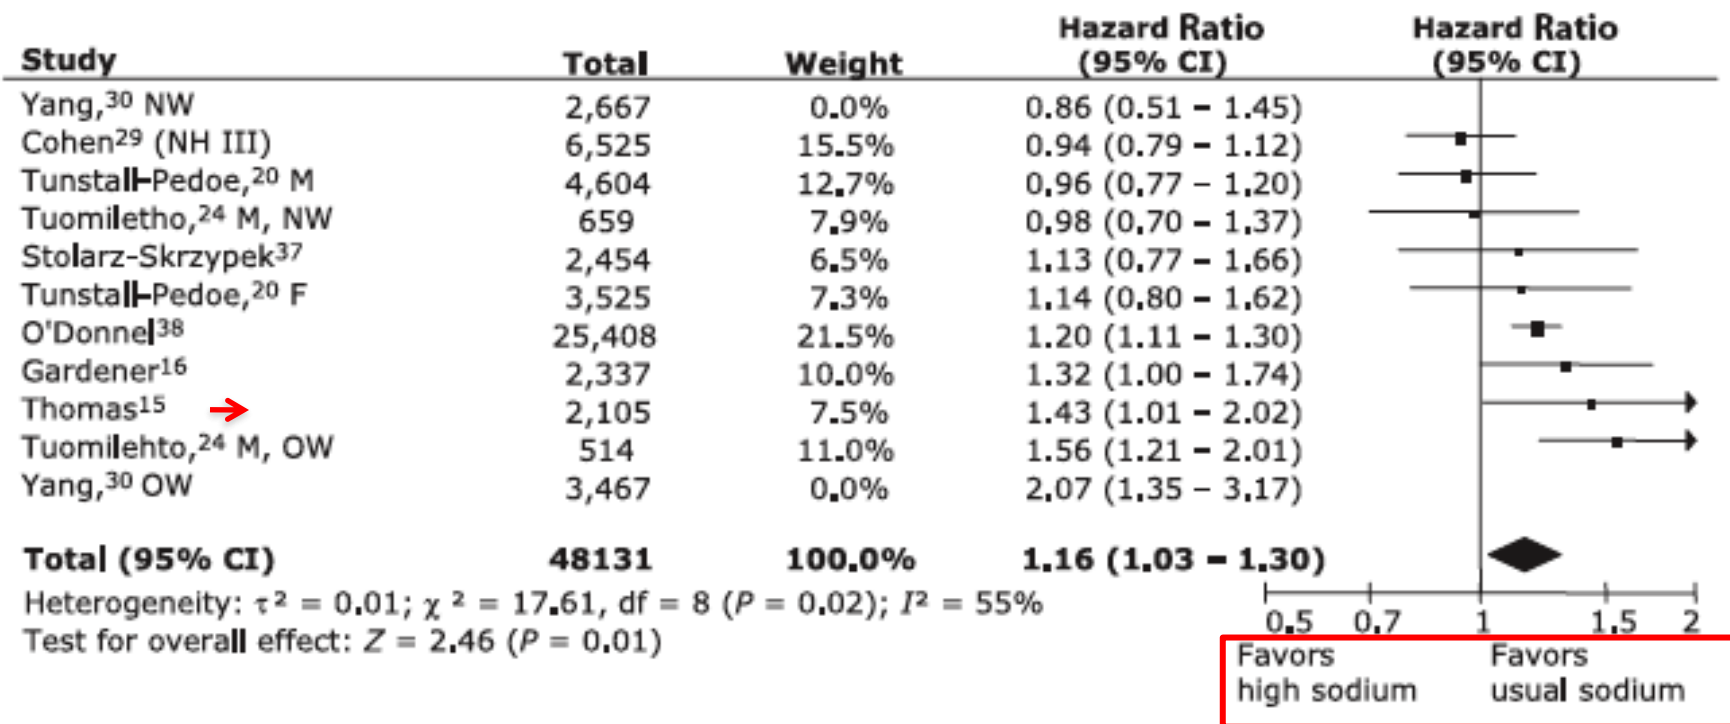 Hazard Ratio Hazard Ratio
Study Total Weight (95% CI) (95% CI)
Yang,30 NW 2,667 0.0% 0.86 (0.51 – 1.45)
Cohen29 (NH III) 6,525 15.5% 0.94 (0.79 – 1.12)
Tunstall-Pedoe,20 M 4,604 12.7% 0.96 (0.77 – 1.20)
Tuomiletho,24 M, NW 659 7.9% 0.98 (0.70 – 1.37)
Stolarz-Skrzypek37 2,454 6.5% 1.13 (0.77 – 1.66)
Tunstall-Pedoe,20 F 3,525 7.3% 1.14 (0.80 – 1.62)
O'Donnel38 25,408 21.5% 1.20 (1.11 – 1.30)
Gardener16 2,337 10.0% 1.32 (1.00 – 1.74)
Thomas15 2,105 7.5% 1.43 (1.01 – 2.02)
Tuomilehto,24 M, OW 514 11.0% 1.56 (1.21 – 2.01)
Yang,30 OW 3,467 0.0% 2.07 (1.35 – 3.17)
Total (95% CI) 48131 100.0% 1.16 (1.03 – 1.30)
Heterogeneity: τ² = 0.01; χ² = 17.61, df = 8 (P = 0.02); I² = 55%
0.5 0.7 1 1.5 2
Test for overall effect: Z = 2.46 (P = 0.01)
Favors Favors
high sodium usual sodium